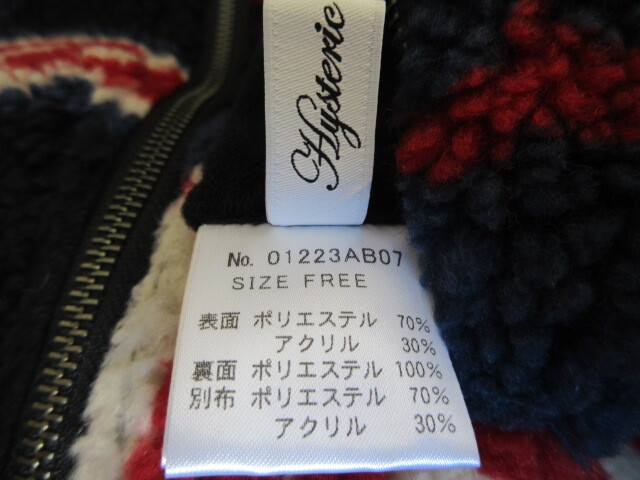 Hysteric
No. 01223AB07
SIZE FREE
表面 ポリエステル 70%
アクリル 30%
裏面 ポリエステル 100%
別布 ポリエステル 70%
アクリル 30%